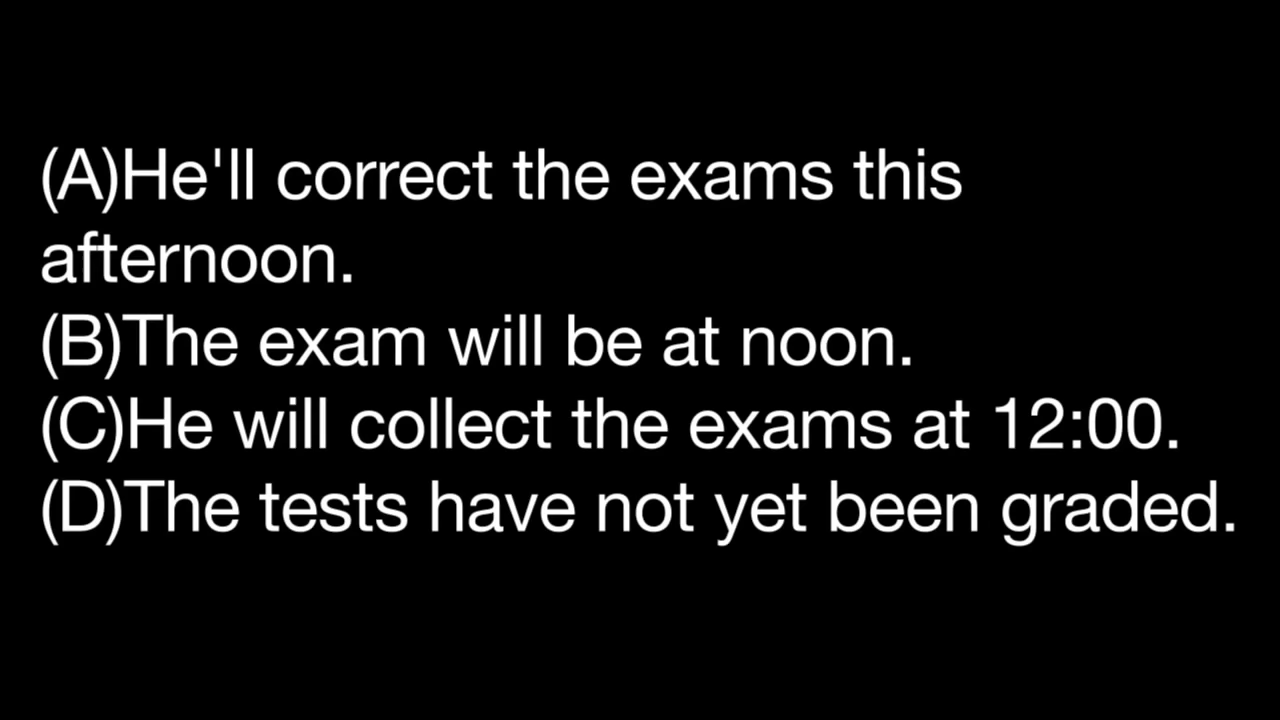 (A)He'll correct the exams this
afternoon.
(B)The exam will be at noon.
(C)He will collect the exams at 12:00.
(D)The tests have not yet been graded.